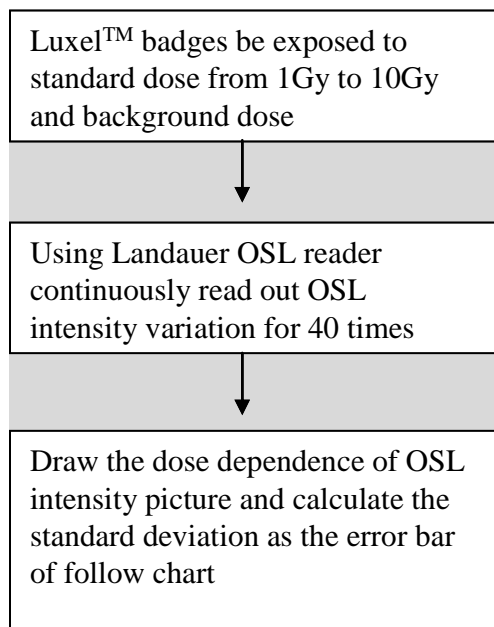 Luxel™ badges be exposed to
standard dose from 1Gy to 10Gy
and background dose
Using Landauer OSL reader
continuously read out OSL
intensity variation for 40 times
Draw the dose dependence of OSL
intensity picture and calculate the
standard deviation as the error bar
of follow chart